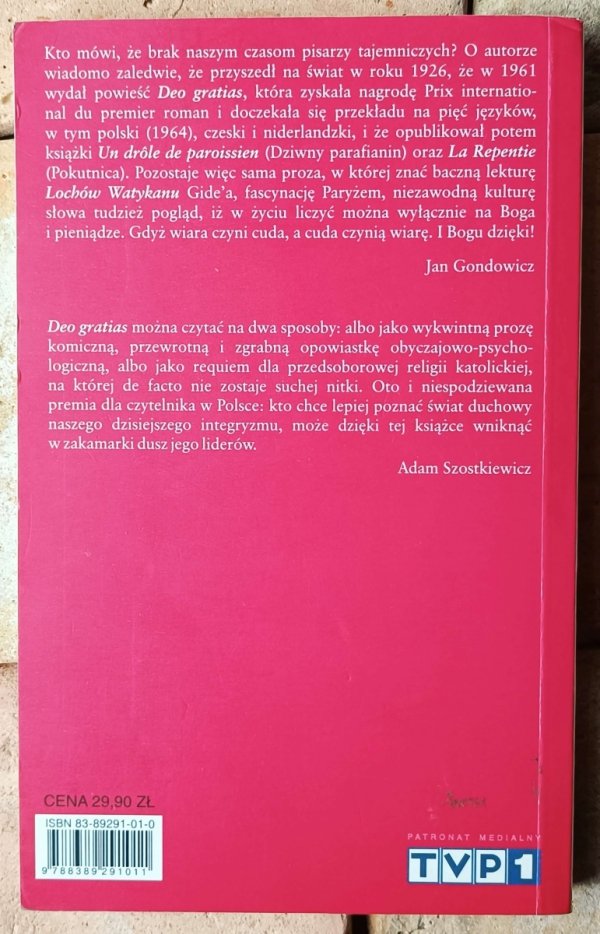 Kto mówi, że brak naszym czasom pisarzy tajemniczych? O autorze
wiadomo zaledwie, że przyszedł na świat w roku 1926, że w 1961
wydał powieść Deo gratias, która zyskała nagrodę Prix internatio-
nal du premier roman i doczekała się przekładu na pięć języków,
w tym polski (1964), czeski i niderlandzki, i że opublikował potem
książki Un drôle de paroissien (Dziwny parafianin) oraz La Repentie
(Pokutnica). Pozostaje więc sama proza, w której znać baczną lekturę
Lochów Watykanu Gide'a, fascynację Paryżem, niezawodną kulturę
słowa tudzież pogląd, iż w życiu liczyć można wyłącznie na Boga
i pieniądze. Gdyż wiara czyni cuda, a cuda czynią wiarę. I Bogu dzięki!
Jan Gondowicz
Deo gratias można czytać na dwa sposoby: albo jako wykwintną prozę
komiczną, przewrotną i zgrabną opowiastkę obyczajowo-psycho-
logiczną, albo jako requiem dla przedsoborowej religii katolickiej,
na której de facto nie zostaje suchej nitki. Oto i niespodziewana
premia dla czytelnika w Polsce: kto chce lepiej poznać świat duchowy
naszego dzisiejszego integryzmu, może dzięki tej książce wniknąć
w zakamarki dusz jego liderów.
Adam Szostkiewicz
CENA 29,90 ZŁ
ISBN 83-89291-01-0
9788389291011
PATRONAT MEDIALNY
TVP1